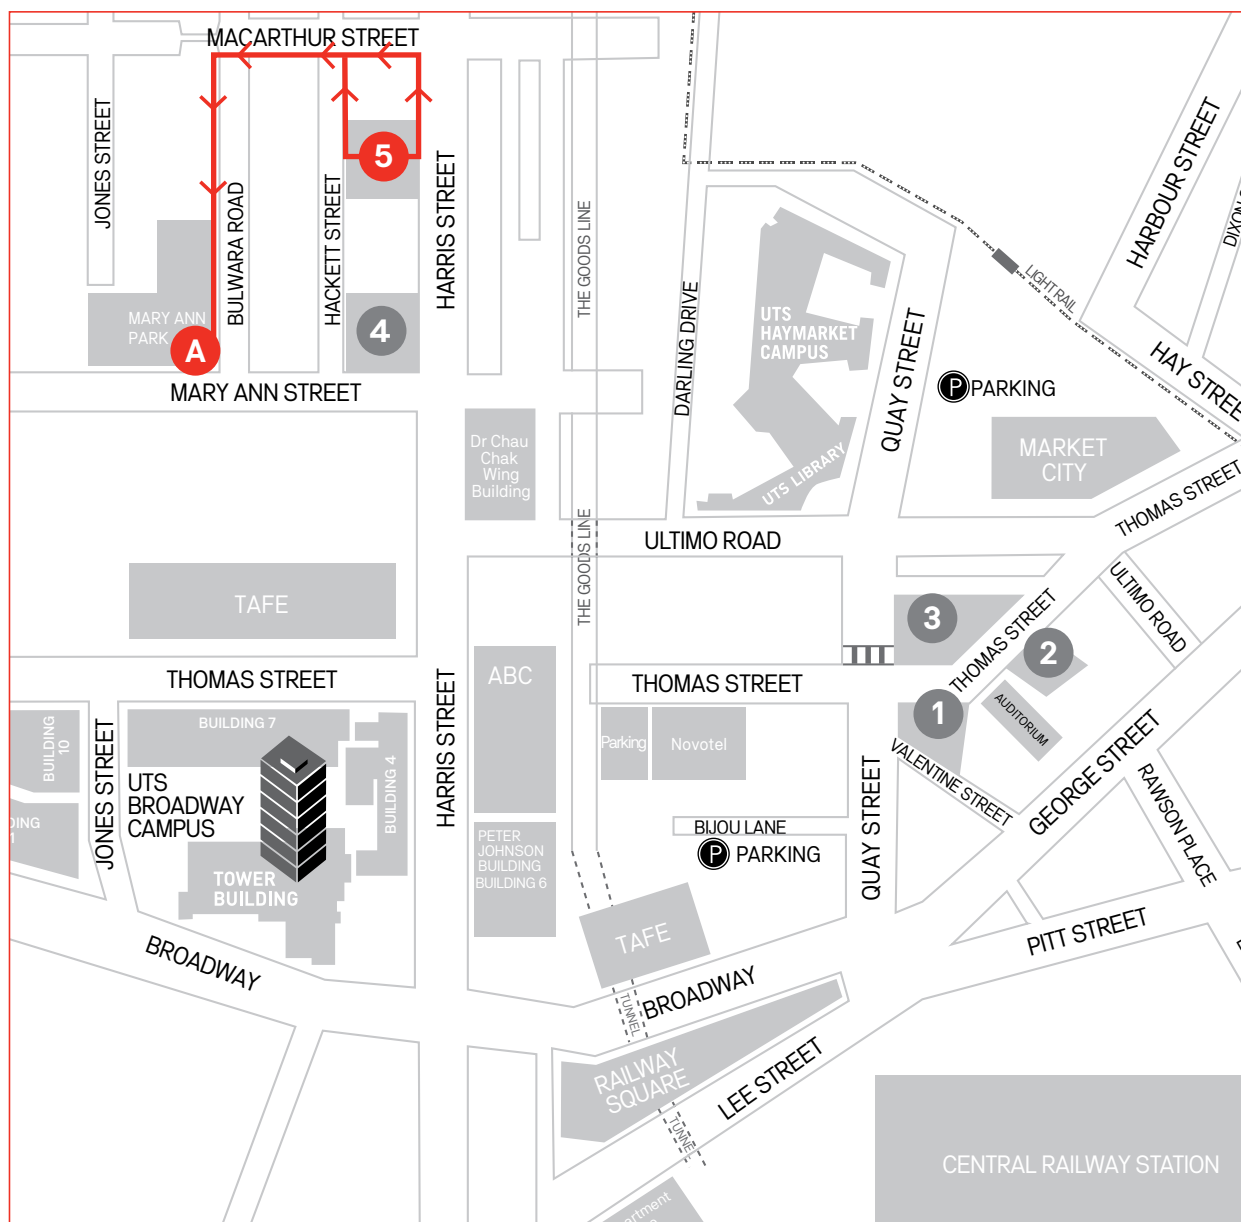 MACARTHUR STREET
JONES STREET
BULWARA ROAD
HACKETT STREET
HARRIS STREET
5
4
MARY ANN
PARK
A
MARY ANN STREET
THE GOODS LINE
DARLING DRIVE
UTS
HAYMARKET
CAMPUS
UTS LIBRARY
QUAY STREET
LIGHT RAIL
HARBOUR STREET
DIXON
HAY STREE
P PARKING
MARKET
CITY
THOMAS STREET
Dr Chau
Chak
Wing
Building
THE GOODS LINE
ULTIMO ROAD
ULTIMO ROAD
TAFE
3
THOMAS STREET
2
1
AUDITORIUM
VALENTINE STREET
GEORGE STREET
RAWSON PLACE
THOMAS STREET
HARRIS STREET
ABC
THOMAS STREET
Parking
Novotel
BUILDING
10
JONES STREET
BUILDING 7
BUILDING 4
UTS
BROADWAY
CAMPUS
DING
1
TOWER
BUILDING
PETER
JOHNSON
BUILDING
BUILDING 6
BIJOU LANE
P PARKING
QUAY STREET
TAFE
PITT STREET
BROADWAY
BROADWAY
TUNNEL
RAILWAY
SQUARE
LEE STREET
TUNNEL
CENTRAL RAILWAY STATION
artment